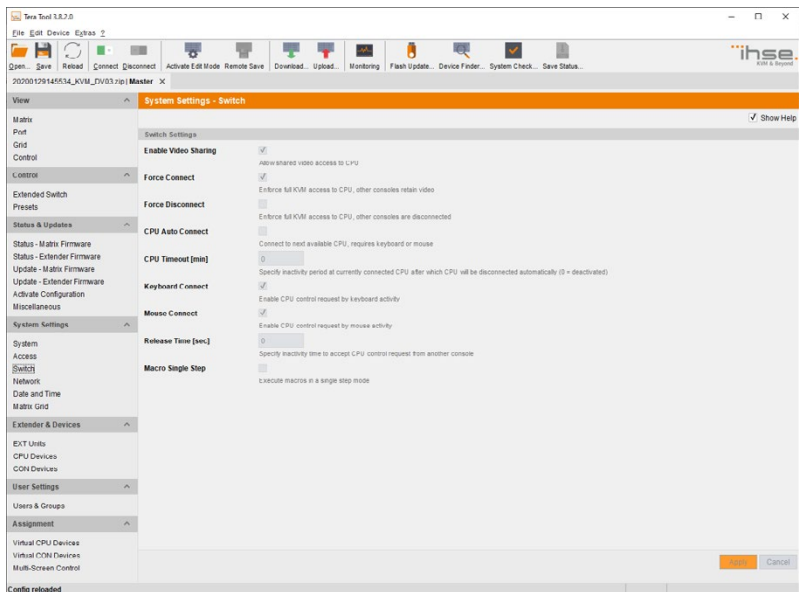 Tera Tool 3.8.2.0
File Edit Device Extras ?
Open... Save Reload Connect Disconnect Activate Edit Mode Remote Save Download... Upload... Monitoring Flash Update... Device Finder... System Check... Save Status...
ihse.
KVM & Beyond
20200129145534_KVM_DV03.zip | Master X
View
Matrix
Port
Grid
Control
Control
Extended Switch
Presets
Status & Updates
Status - Matrix Firmware
Status - Extender Firmware
Update - Matrix Firmware
Update - Extender Firmware
Activate Configuration
Miscellaneous
System Settings
System
Access
Switch
Network
Date and Time
Matrix Grid
Extender & Devices
EXT Units
CPU Devices
CON Devices
User Settings
Users & Groups
Assignment
Virtual CPU Devices
Virtual CON Devices
Multi-Screen Control
System Settings - Switch
Show Help
Switch Settings
Enable Video Sharing
Allow shared video access to CPU
Force Connect
Enforce full KVM access to CPU, other consoles retain video
Force Disconnect
Enforce full KVM access to CPU, other consoles are disconnected
CPU Auto Connect
Connect to next available CPU, requires keyboard or mouse
CPU Timeout [min] 0
Specify inactivity period at currently connected CPU after which CPU will be disconnected automatically (0 = deactivated)
Keyboard Connect
Enable CPU control request by keyboard activity
Mouse Connect
Enable CPU control request by mouse activity
Release Time [sec] 0
Specify inactivity time to accept CPU control request from another console
Macro Single Step
Execute macros in a single step mode
Apply Cancel
Config reloaded